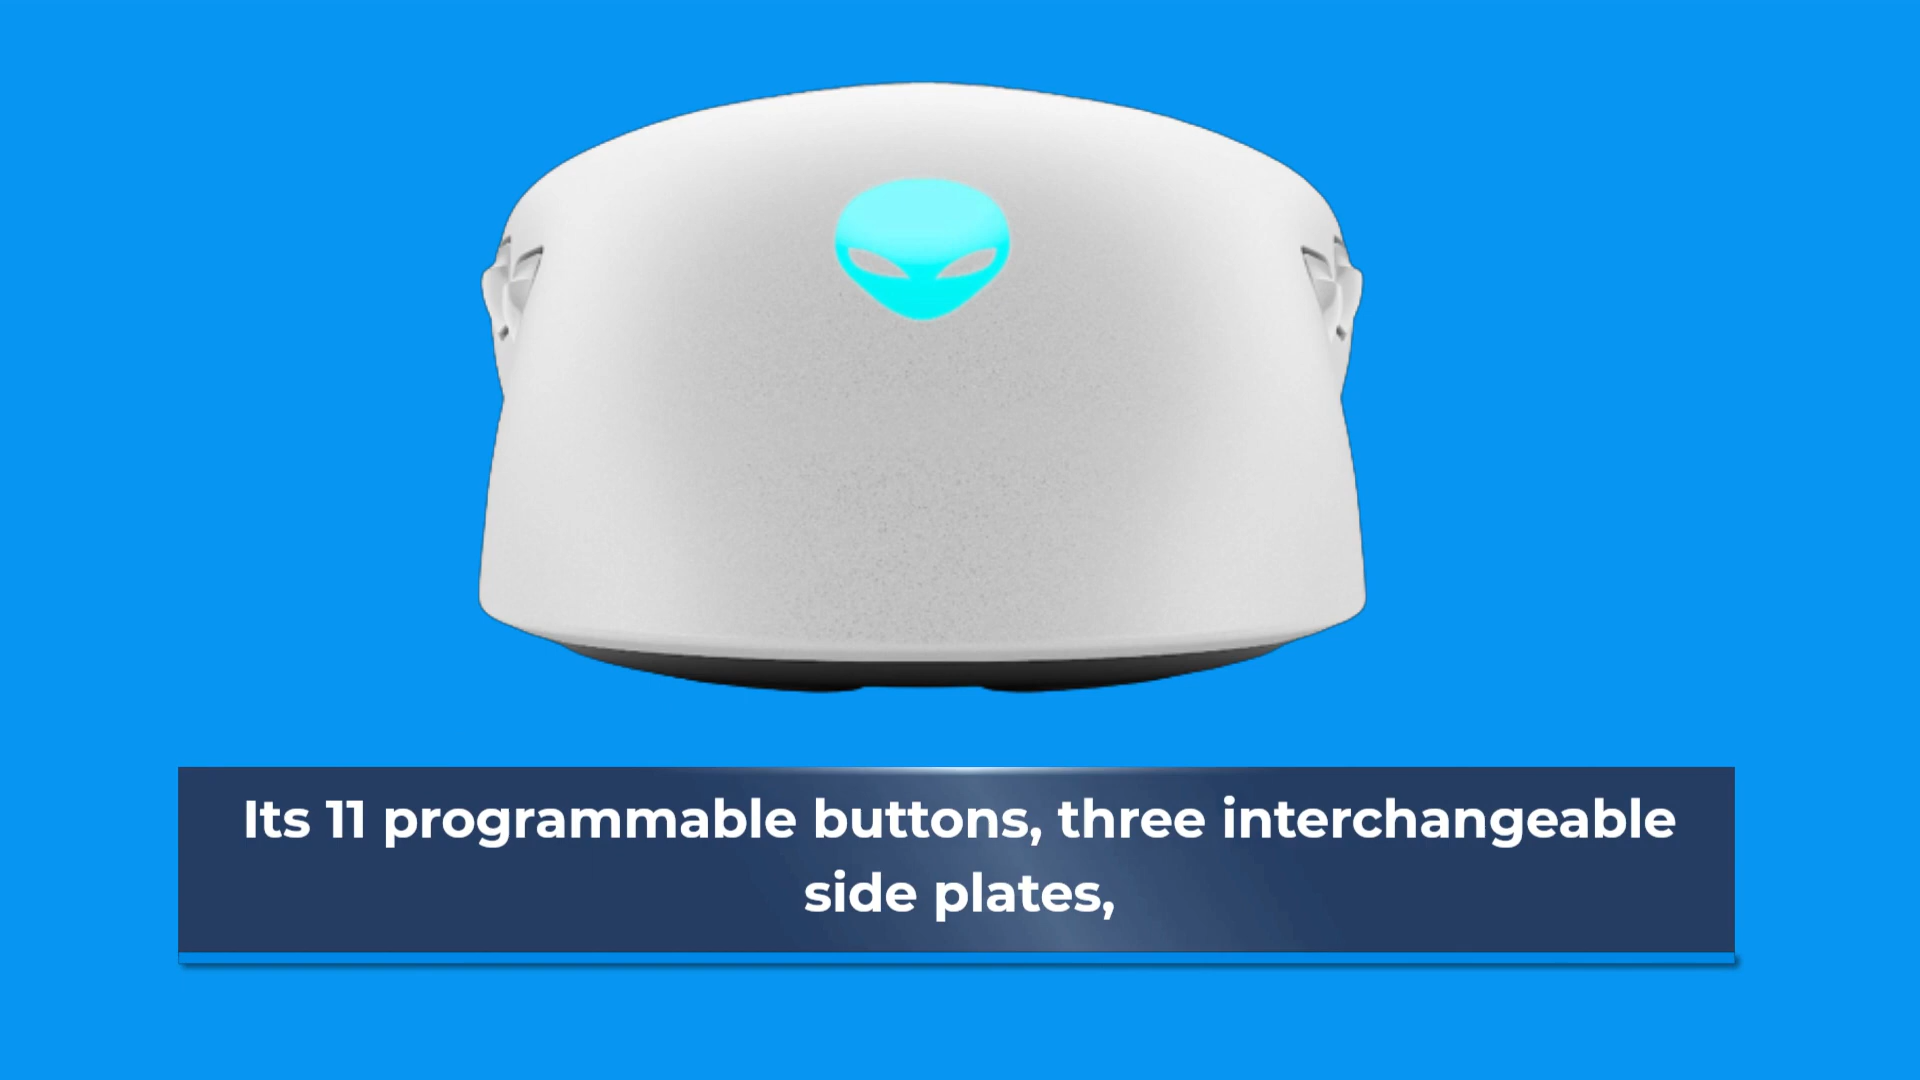 Its 11 programmable buttons, three interchangeable
side plates,